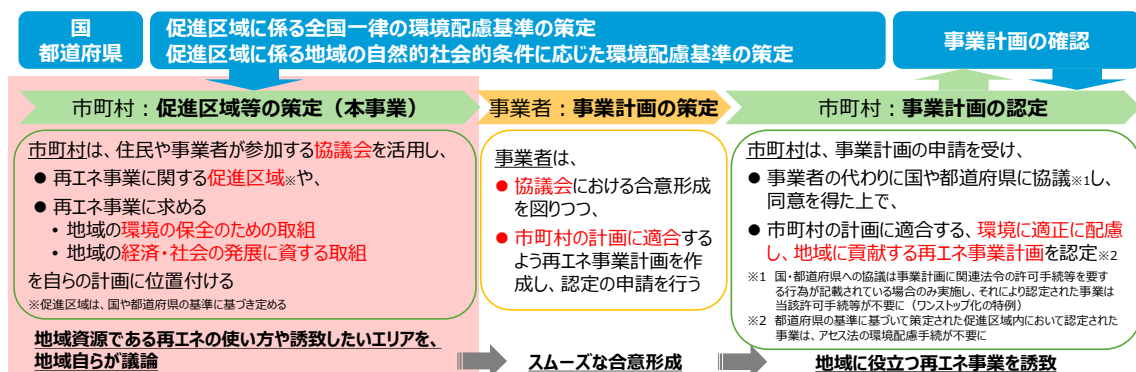 国
都道府県
促進区域に係る全国一律の環境配慮基準の策定
促進区域に係る地域の自然的社会的条件に応じた環境配慮基準の策定
事業計画の確認
市町村：促進区域等の策定（本事業）
市町村は、住民や事業者が参加する協議会を活用し、
● 再エネ事業に関する促進区域※や、
● 再エネ事業に求める
・地域の環境の保全のための取組
・地域の経済・社会の発展に資する取組
を自らの計画に位置付ける
※促進区域は、国や都道府県の基準に基づき定める
地域資源である再エネの使い方や誘致したいエリアを、
地域自らが議論
事業者：事業計画の策定
事業者は、
● 協議会における合意形成
を図りつつ、
● 市町村の計画に適合する
よう再エネ事業計画を作
成し、認定の申請を行う
スムーズな合意形成
市町村：事業計画の認定
市町村は、事業計画の申請を受け、
● 事業者の代わりに国や都道府県に協議※1し、
同意を得た上で、
● 市町村の計画に適合する、環境に適正に配慮
し、地域に貢献する再エネ事業計画を認定※2
※1 国・都道府県への協議は事業計画に関連法令の許可手続等を要す
る行為が記載されている場合のみ実施し、それにより認定された事業は
当該許可手続等が不要に（ワンストップ化の特例）
※2 都道府県の基準に基づいて策定された促進区域内において認定された
事業は、アセス法の環境配慮手続が不要に
地域に役立つ再エネ事業を誘致